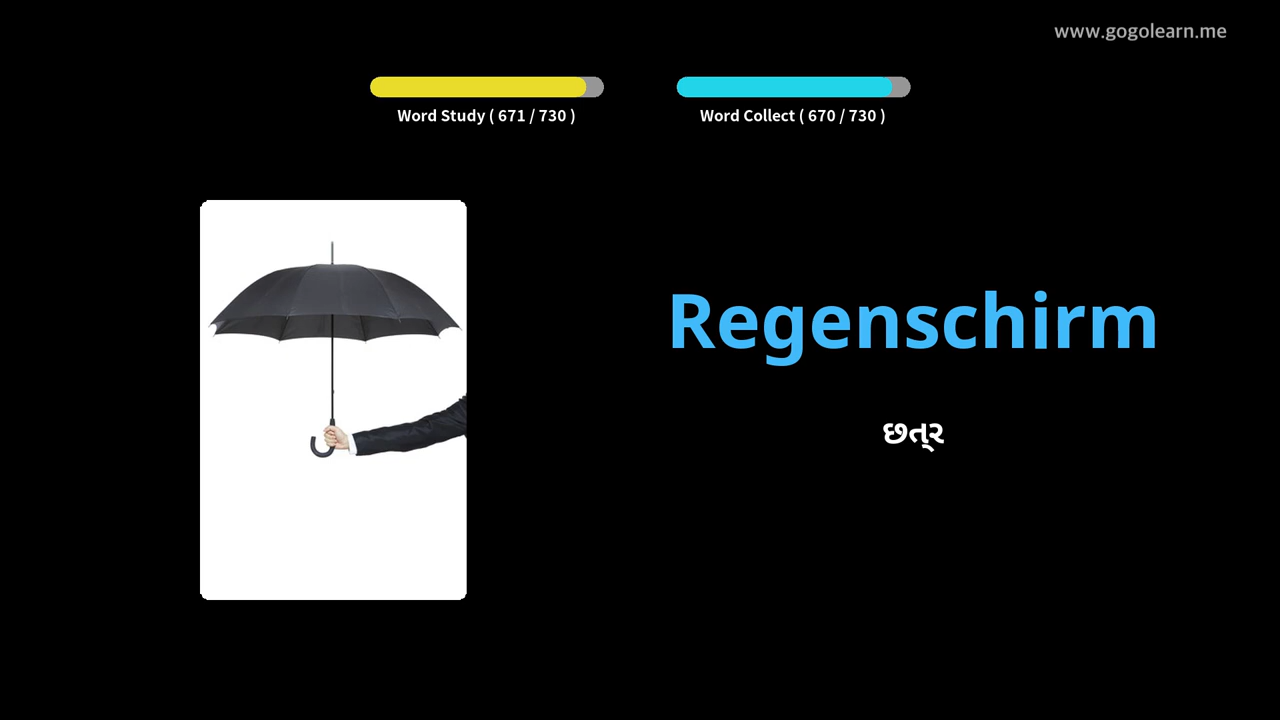 www.gogolearn.me
Word Study ( 671 / 730 )
Word Collect ( 670 / 730 )
Regenschirm
છત્ર